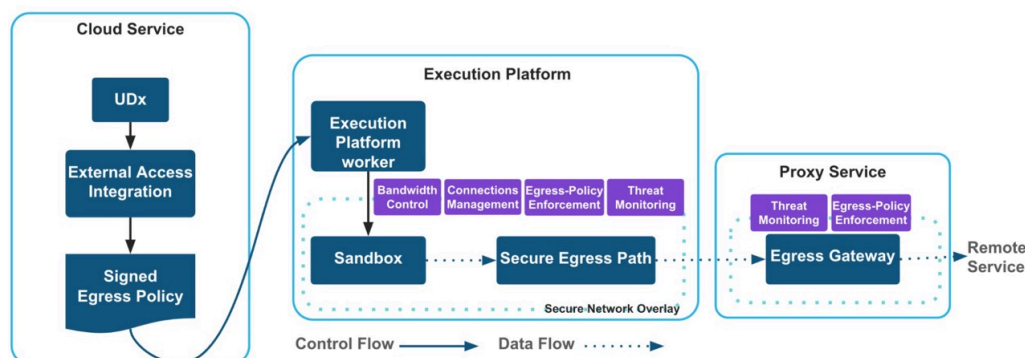 Cloud Service
UDx
External Access
Integration
Signed
Egress Policy
Execution Platform
Execution
Platform
worker
Bandwidth
Control
Connections
Management
Egress-Policy
Enforcement
Threat
Monitoring
Sandbox
Secure Egress Path
Secure Network Overlay
Proxy Service
Threat
Monitoring
Egress-Policy
Enforcement
Egress Gateway
Remote
Service
Control Flow
Data Flow